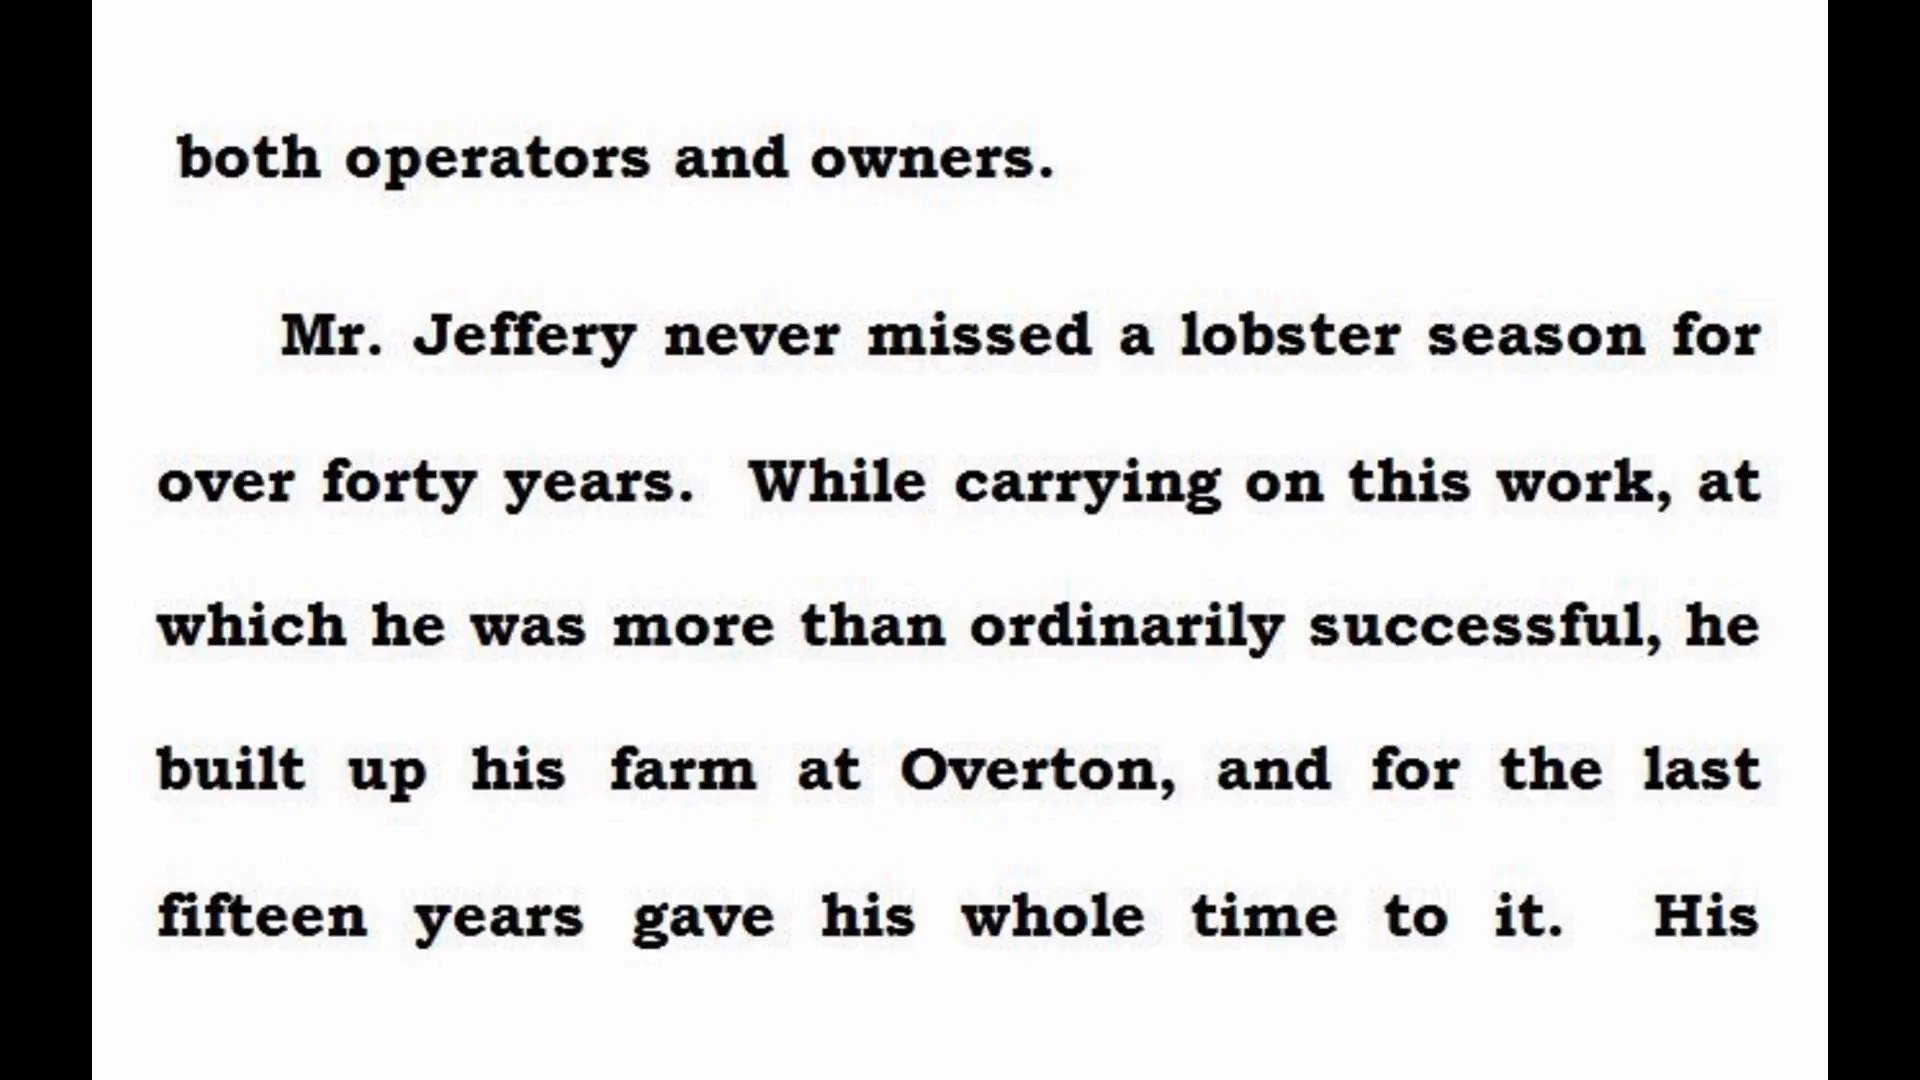 both operators and owners.
Mr. Jeffery never missed a lobster season for
over forty years. While carrying on this work, at
which he was more than ordinarily successful, he
built up his farm at Overton, and for the last
fifteen years gave his whole time to it. His